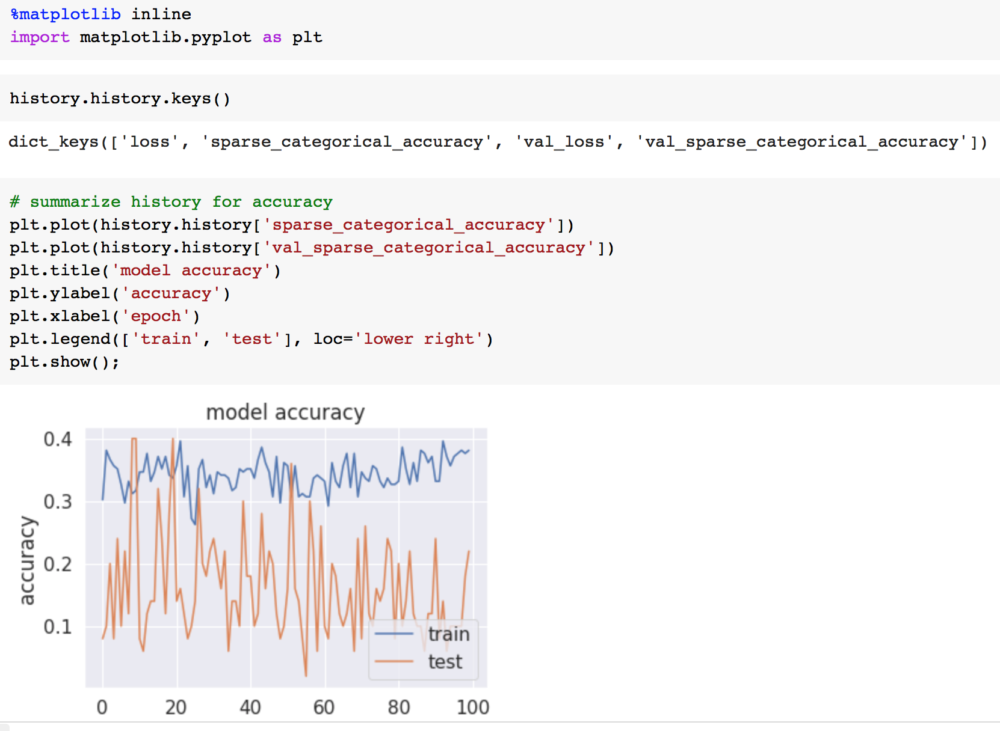 %matplotlib inline
import matplotlib.pyplot as plt
history.history.keys()
dict_keys(['loss', 'sparse_categorical_accuracy', 'val_loss', 'val_sparse_categorical_accuracy'])
# summarize history for accuracy
plt.plot(history.history['sparse_categorical_accuracy'])
plt.plot(history.history['val_sparse_categorical_accuracy'])
plt.title('model accuracy')
plt.ylabel('accuracy')
plt.xlabel('epoch')
plt.legend(['train', 'test'], loc='lower right')
plt.show();
model accuracy
0.4
0.3
0.2
0.1
accuracy
train
test
0 20 40 60 80 100